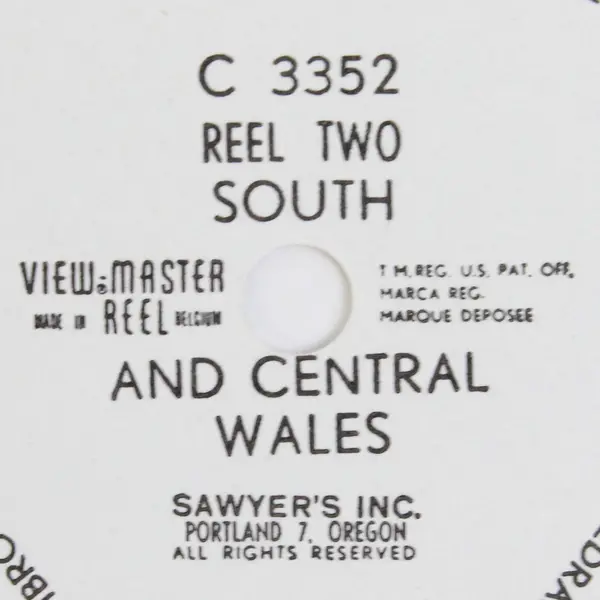 C 3352
REEL TWO
SOUTH
VIEW-MASTER
MADE IN REEL BELGIUM
T M. REG. U.S. PAT. OFF.
MARCA REG.
MARQUE DEPOSEE
AND CENTRAL
WALES
SAWYER'S INC.
PORTLAND 7, OREGON
ALL RIGHTS RESERVED